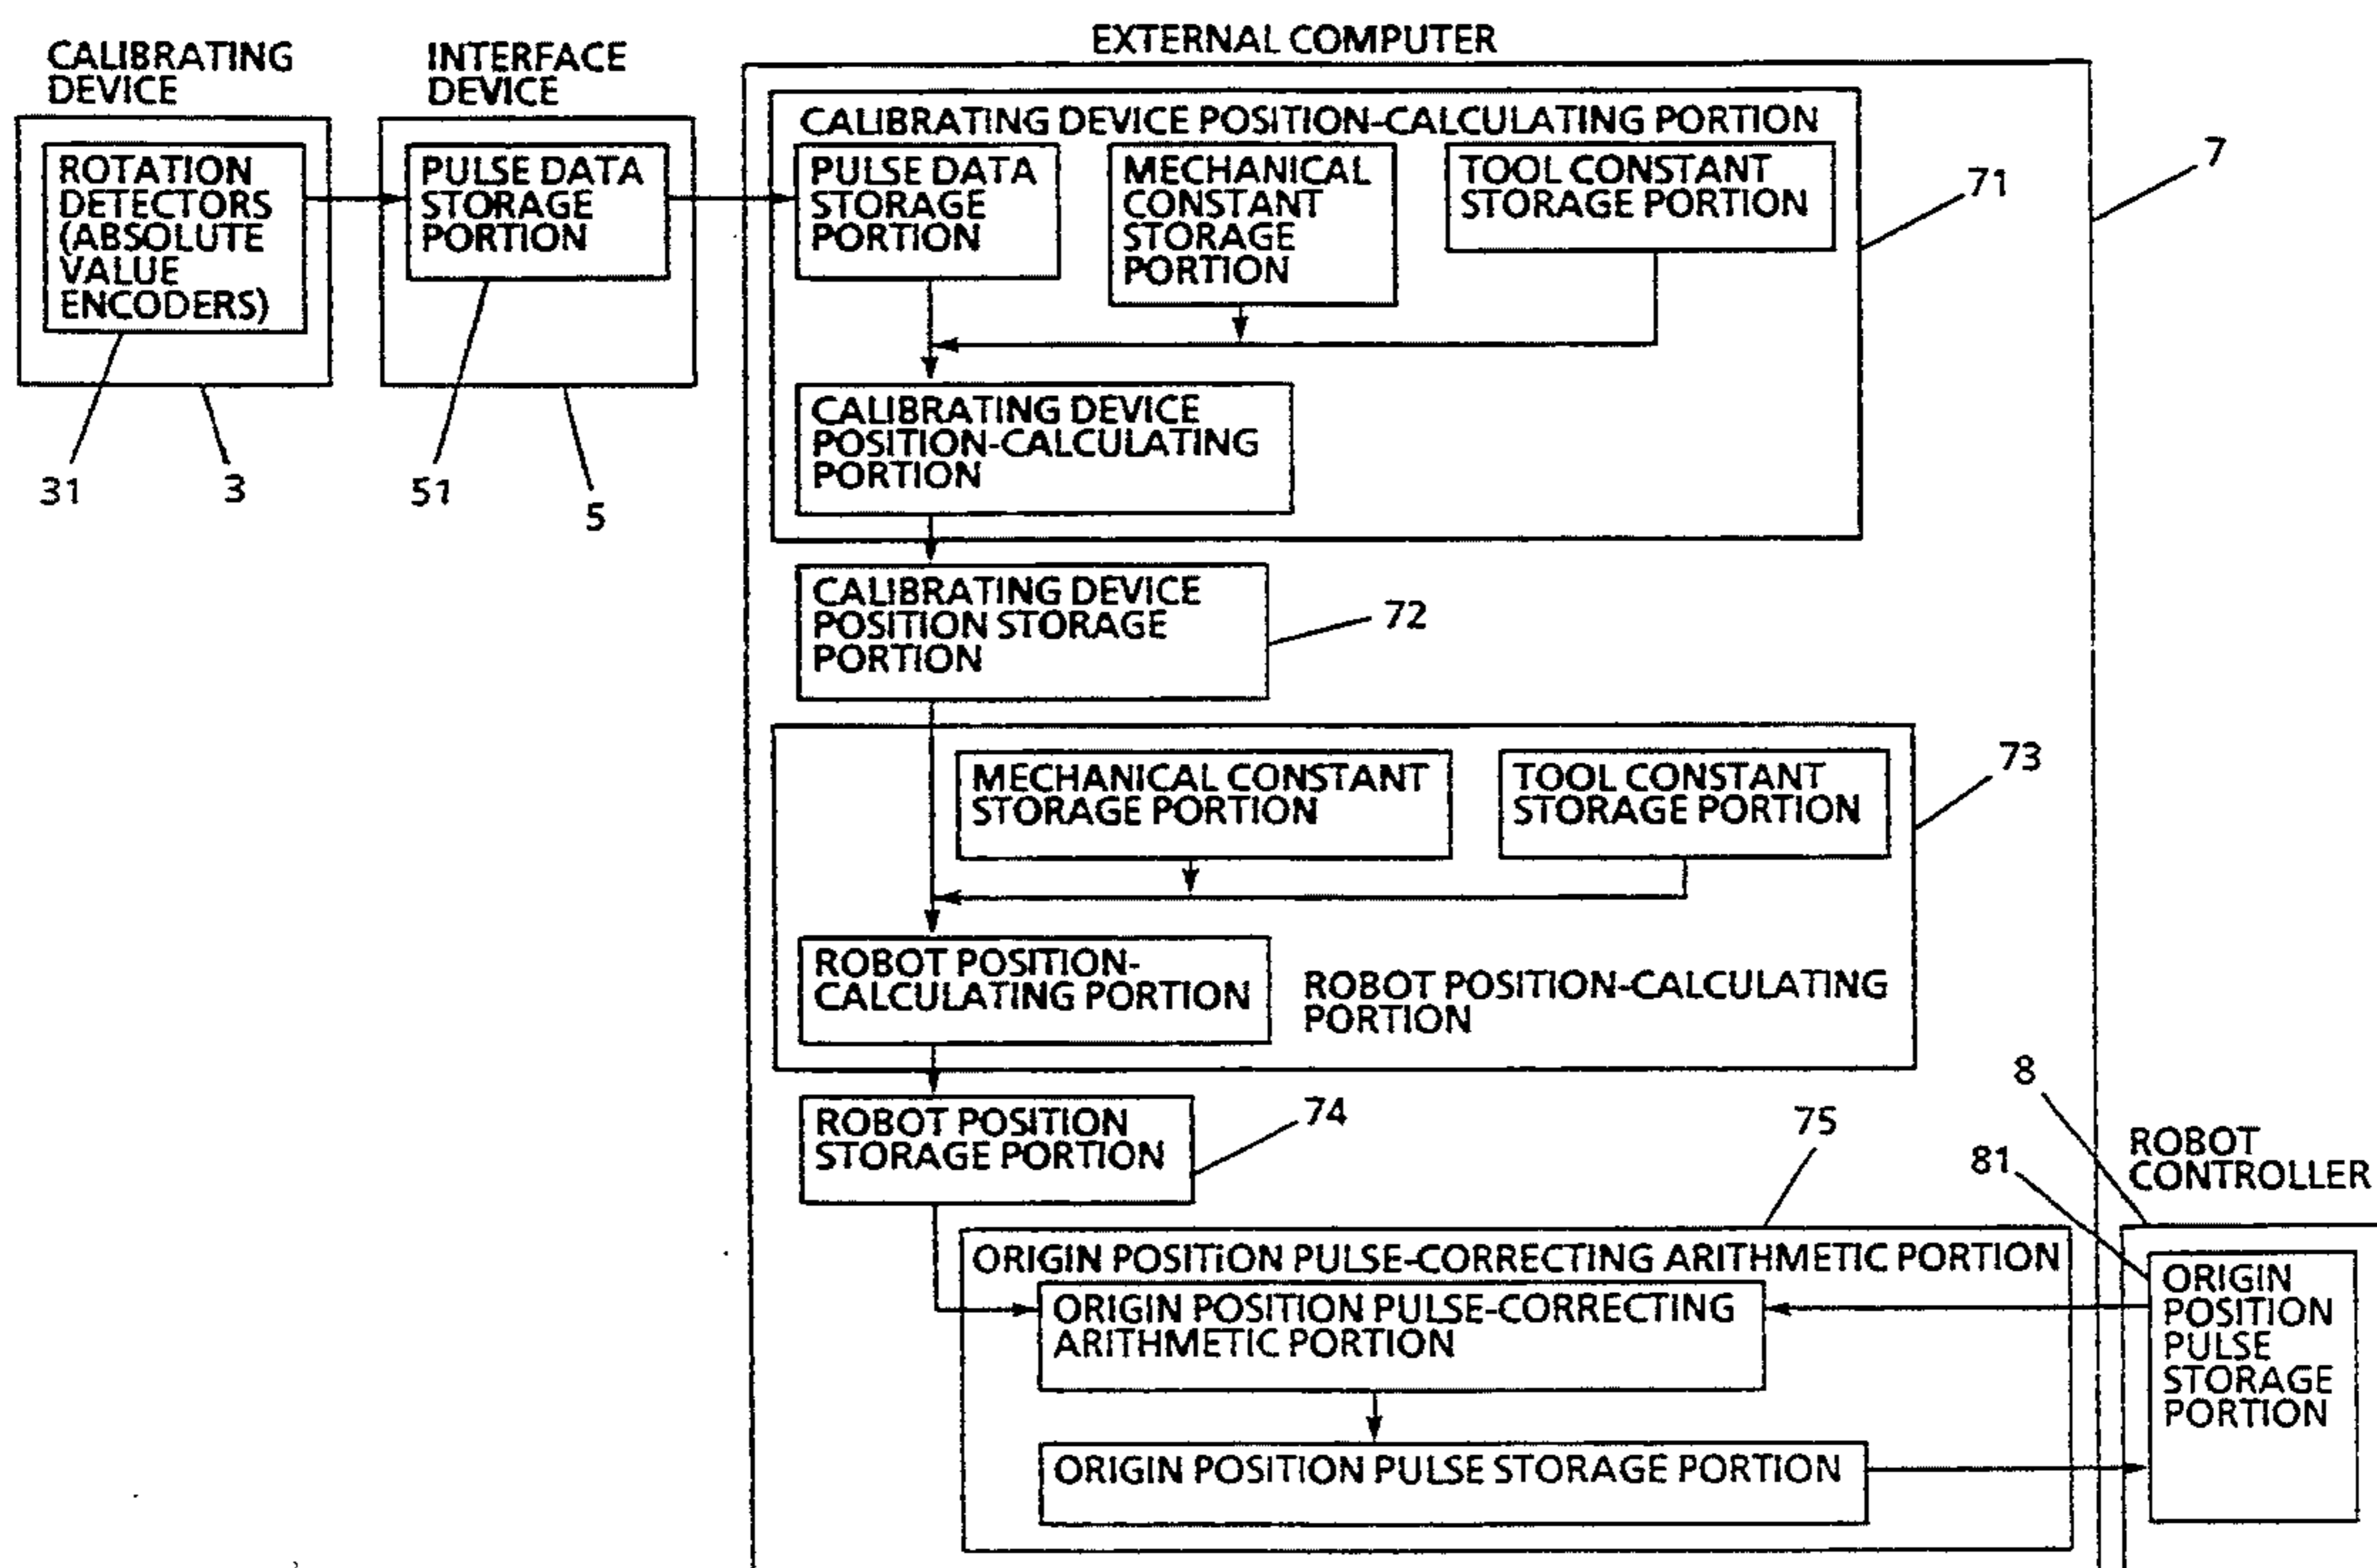 EXTERNAL COMPUTER
CALIBRATING
DEVICE
INTERFACE
DEVICE
CALIBRATING DEVICE POSITION-CALCULATING PORTION
ROTATION
DETECTORS
(ABSOLUTE
VALUE
ENCODERS)
PULSE DATA
STORAGE
PORTION
PULSE DATA
STORAGE
PORTION
MECHANICAL
CONSTANT
STORAGE
PORTION
TOOL CONSTANT
STORAGE PORTION
7
71
CALIBRATING DEVICE
POSITION-CALCULATING
PORTION
31
3
51
5
CALIBRATING DEVICE
POSITION STORAGE
PORTION
72
MECHANICAL CONSTANT
STORAGE PORTION
TOOL CONSTANT
STORAGE PORTION
73
ROBOT POSITION-
CALCULATING PORTION
ROBOT POSITION-CALCULATING
PORTION
ROBOT POSITION
STORAGE PORTION
74
75
8
81
ROBOT
CONTROLLER
ORIGIN POSITION PULSE-CORRECTING ARITHMETIC PORTION
ORIGIN POSITION PULSE-CORRECTING
ARITHMETIC PORTION
ORIGIN
POSITION
PULSE
STORAGE
PORTION
ORIGIN POSITION PULSE STORAGE PORTION